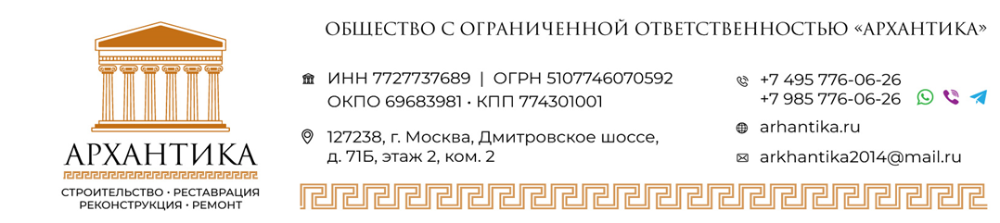 ОБЩЕСТВО С ОГРАНИЧЕННОЙ ОТВЕТСТВЕННОСТЬЮ «АРХАНТИКА»
АРХАНТИКА
СТРОИТЕЛЬСТВО • РЕСТАВРАЦИЯ
РЕКОНСТРУКЦИЯ • РЕМОНТ
ИНН 7727737689 | ОГРН 5107746070592
ОКПО 69683981 • КПП 774301001
127238, г. Москва, Дмитровское шоссе,
д. 71Б, этаж 2, ком. 2
+7 495 776-06-26
+7 985 776-06-26
arhantika.ru
arkhantika2014@mail.ru